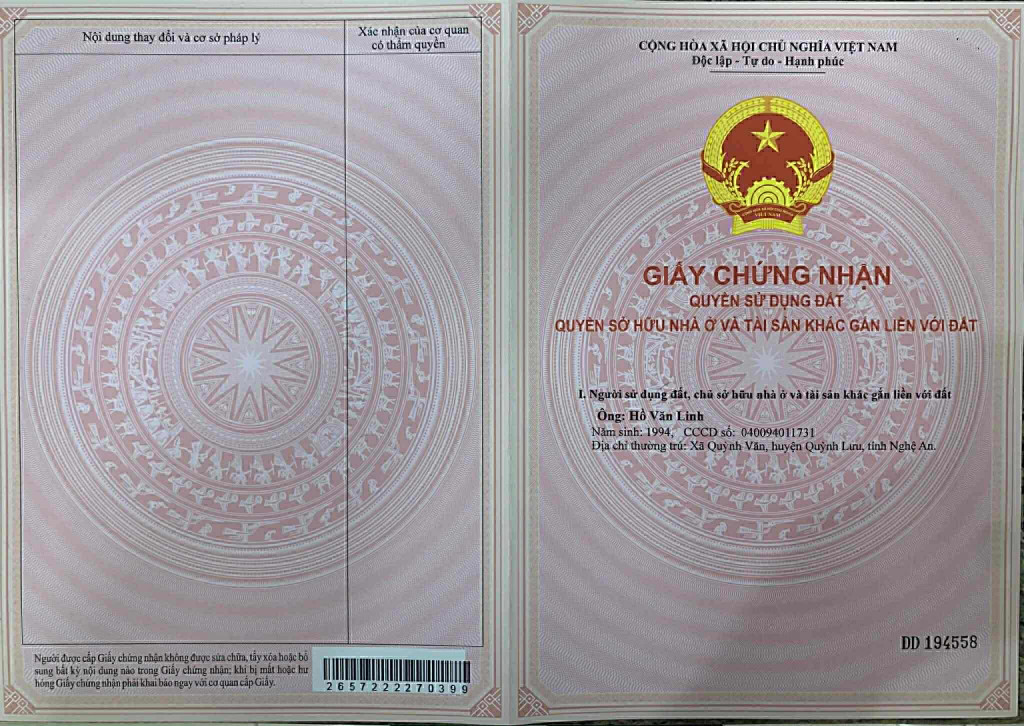 Nội dung thay đổi và cơ sở pháp lý
Xác nhận của cơ quan
có thẩm quyền
Người được cấp Giấy chứng nhận không được sửa chữa, tẩy xóa hoặc bổ
sung bất kỳ nội dung nào trong Giấy chứng nhận; khi bị mất hoặc hư
hỏng Giấy chứng nhận phải khai báo ngay với cơ quan cấp Giấy.
2657222270399
CỘNG HÒA XÃ HỘI CHỦ NGHĨA VIỆT NAM
Độc lập - Tự do - Hạnh phúc
VIỆT NAM
GIẤY CHỨNG NHẬN
QUYỀN SỬ DỤNG ĐẤT
QUYỀN SỞ HỮU NHÀ Ở VÀ TÀI SẢN KHÁC GẮN LIỀN VỚI ĐẤT
I. Người sử dụng đất, chủ sở hữu nhà ở và tài sản khác gắn liền với đất
Ông: Hồ Văn Linh
Năm sinh: 1994, CCCD số: 040094011731
Địa chỉ thường trú: Xã Quỳnh Văn, huyện Quỳnh Lưu, tỉnh Nghệ An.
DD 194558